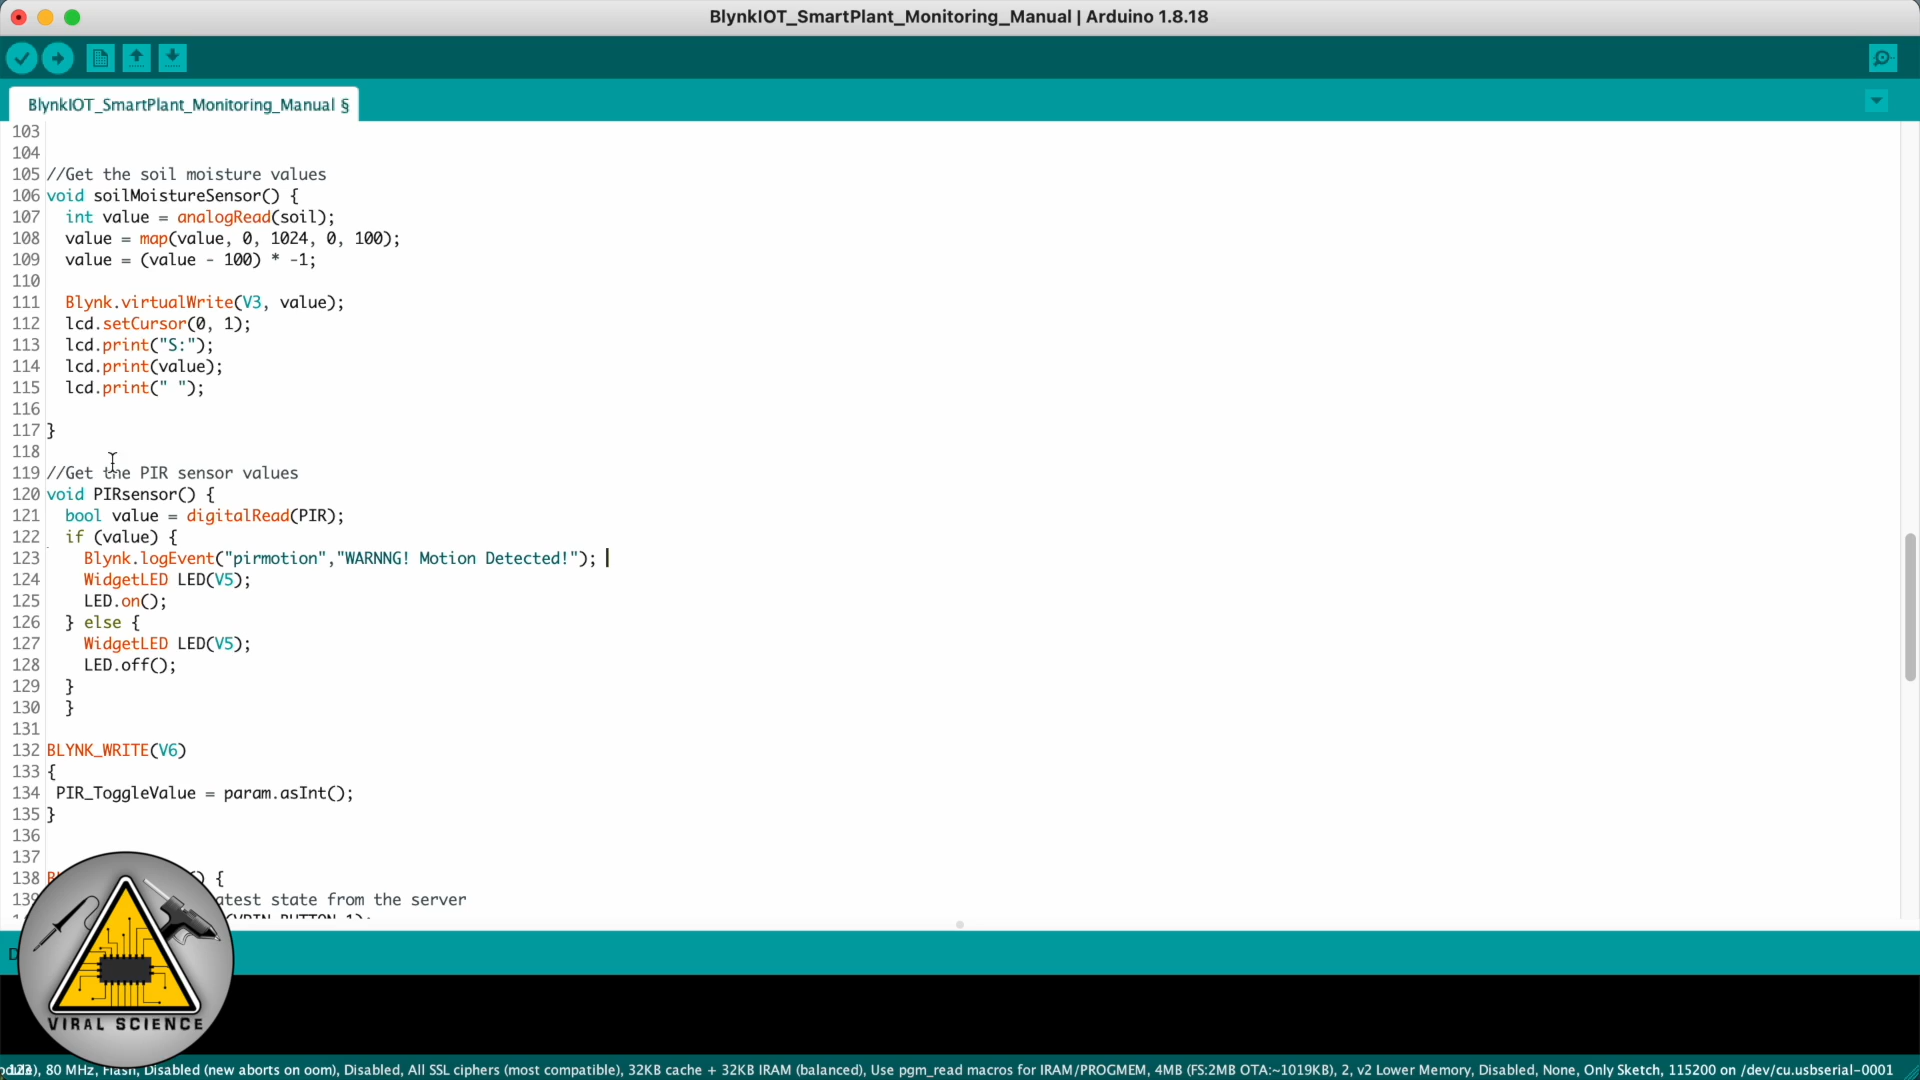 BlynkIOT_SmartPlant_Monitoring_Manual | Arduino 1.8.18
BlynkIOT_SmartPlant_Monitoring_Manual §
103
104
105 //Get the soil moisture values
106 void soilMoistureSensor() {
107 int value = analogRead(soil);
108 value = map(value, 0, 1024, 0, 100);
109 value = (value - 100) * -1;
110
111 Blynk.virtualWrite(V3, value);
112 lcd.setCursor(0, 1);
113 lcd.print("S:");
114 lcd.print(value);
115 lcd.print(" ");
116
117 }
118
119 //Get the PIR sensor values
120 void PIRsensor() {
121 bool value = digitalRead(PIR);
122 if (value) {
123 Blynk.logEvent("pirmotion","WARNNG! Motion Detected!");
124 WidgetLED LED(V5);
125 LED.on();
126 } else {
127 WidgetLED LED(V5);
128 LED.off();
129 }
130 }
131
132 BLYNK_WRITE(V6)
133 {
134 PIR_ToggleValue = param.asInt();
135 }
136
137
138 ) {
139 state from the server
VIRAL SCIENCE
80 MHz, Flash, Disabled (new aborts on oom), Disabled, All SSL ciphers (most compatible), 32KB cache + 32KB IRAM (balanced), Use pgm_read macros for IRAM/PROGMEM, 4MB (FS:2MB OTA:~1019KB), 2, v2 Lower Memory, Disabled, None, Only Sketch, 115200 on /dev/cu.usbserial-0001